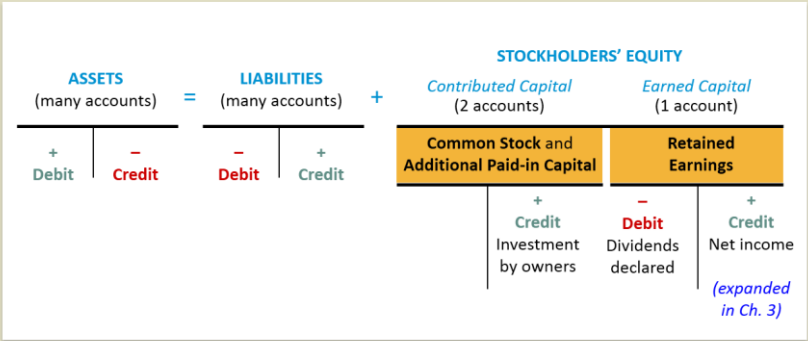 STOCKHOLDERS’ EQUITY
ASSETS
(many accounts)
=
LIABILITIES
(many accounts)
+
Contributed Capital
(2 accounts)
Earned Capital
(1 account)
Common Stock and
Additional Paid-in Capital
Retained
Earnings
+
Debit
–
Credit
–
Debit
+
Credit
+
Credit
Investment
by owners
–
Debit
Dividends
declared
+
Credit
Net income
(expanded
in Ch. 3)